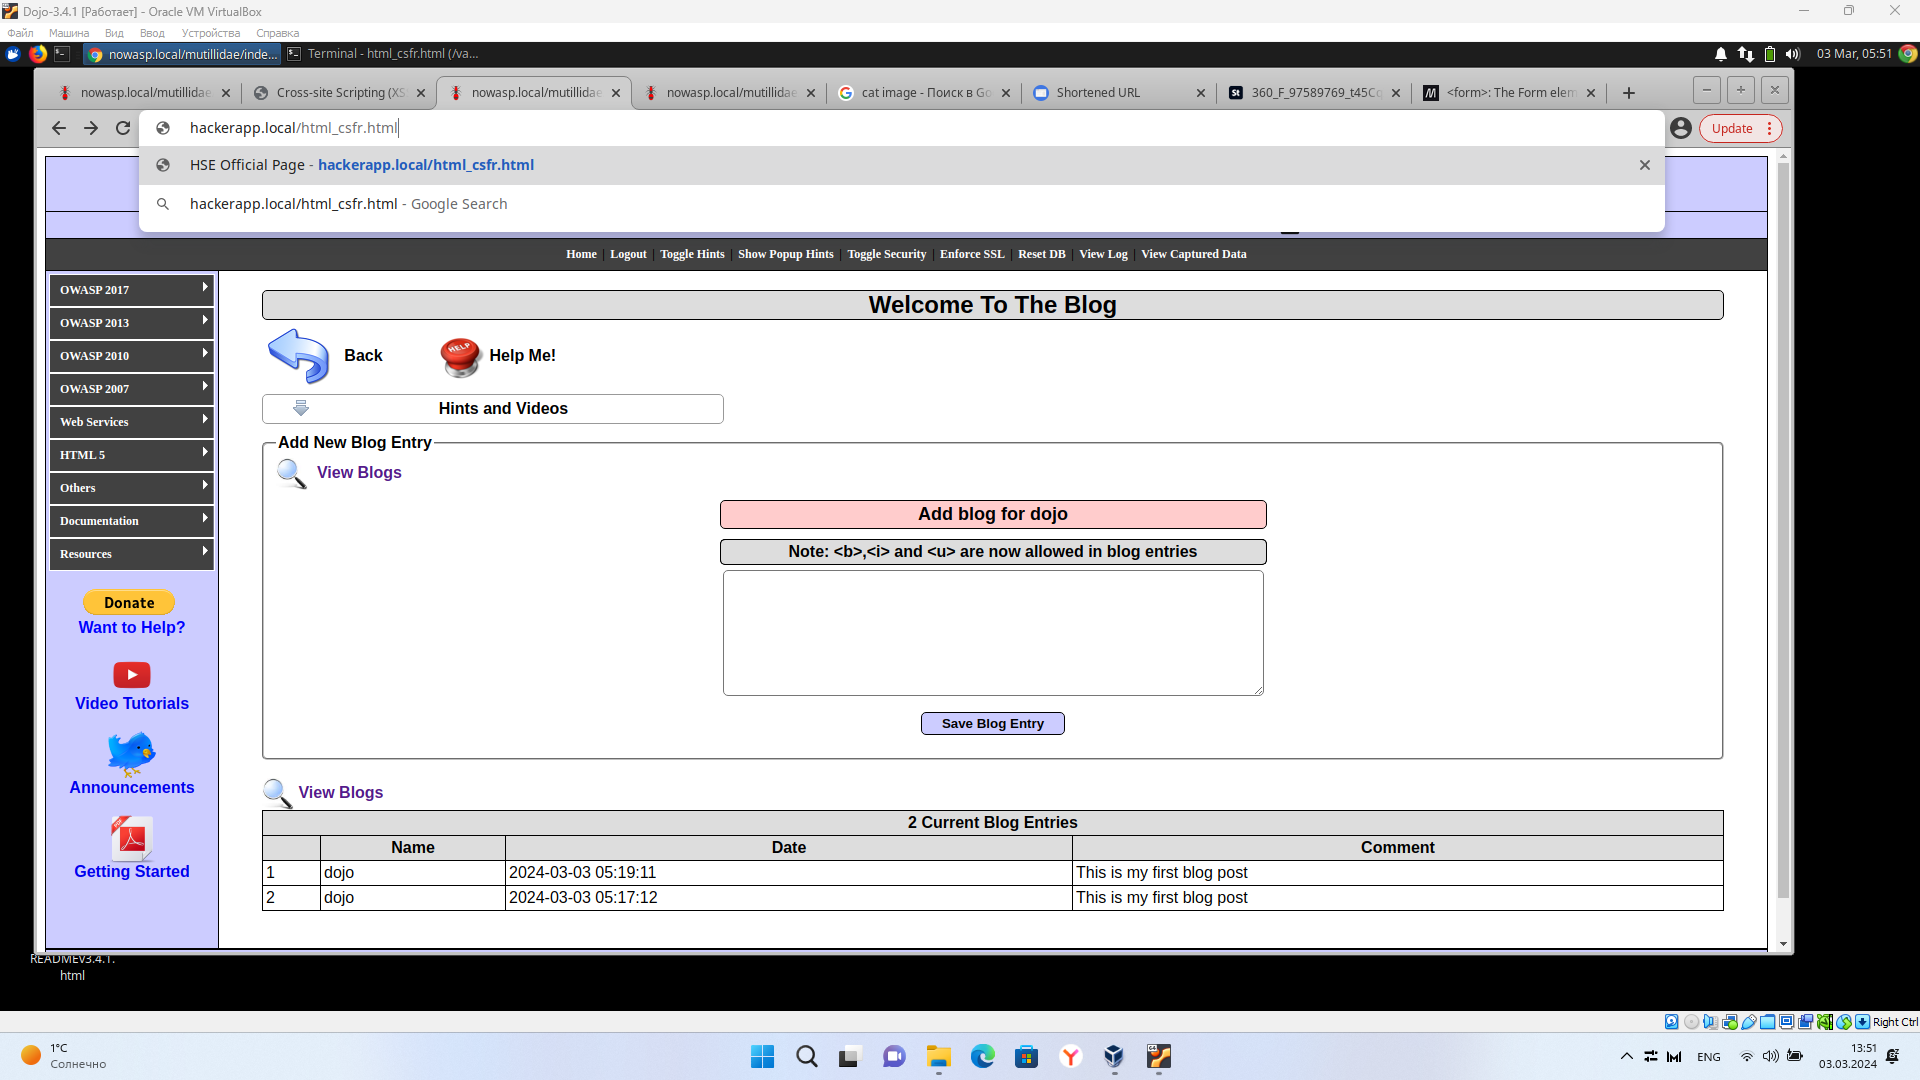 Dojo-3.4.1 [Работает] - Oracle VM VirtualBox
Файл Машина Вид Ввод Устройства Справка
nowasp.local/mutillidae/inde... Terminal - html_csfr.html (/va... 03 Mar, 05:51
nowasp.local/mutillidae Cross-site Scripting (XS nowasp.local/mutillidae nowasp.local/mutillidae cat image - Поиск в Go Shortened URL 360_F_97589769_t45Cq <form>: The Form elem
hackerapp.local/html_csfr.html Update
HSE Official Page - hackerapp.local/html_csfr.html
hackerapp.local/html_csfr.html - Google Search
Home | Logout | Toggle Hints | Show Popup Hints | Toggle Security | Enforce SSL | Reset DB | View Log | View Captured Data
OWASP 2017
OWASP 2013
OWASP 2010
OWASP 2007
Web Services
HTML 5
Others
Documentation
Resources
Donate
Want to Help?
Video Tutorials
Announcements
PDF
Getting Started
Welcome To The Blog
Back
HELP
Help Me!
Hints and Videos
Add New Blog Entry
View Blogs
Add blog for dojo
Note: <b>,<i> and <u> are now allowed in blog entries
Save Blog Entry
View Blogs
2 Current Blog Entries
Name Date Comment
1 dojo 2024-03-03 05:19:11 This is my first blog post
2 dojo 2024-03-03 05:17:12 This is my first blog post
READMEv3.4.1.
html
Right Ctrl
1°C
Солнечно
ENG
13:51
03.03.2024